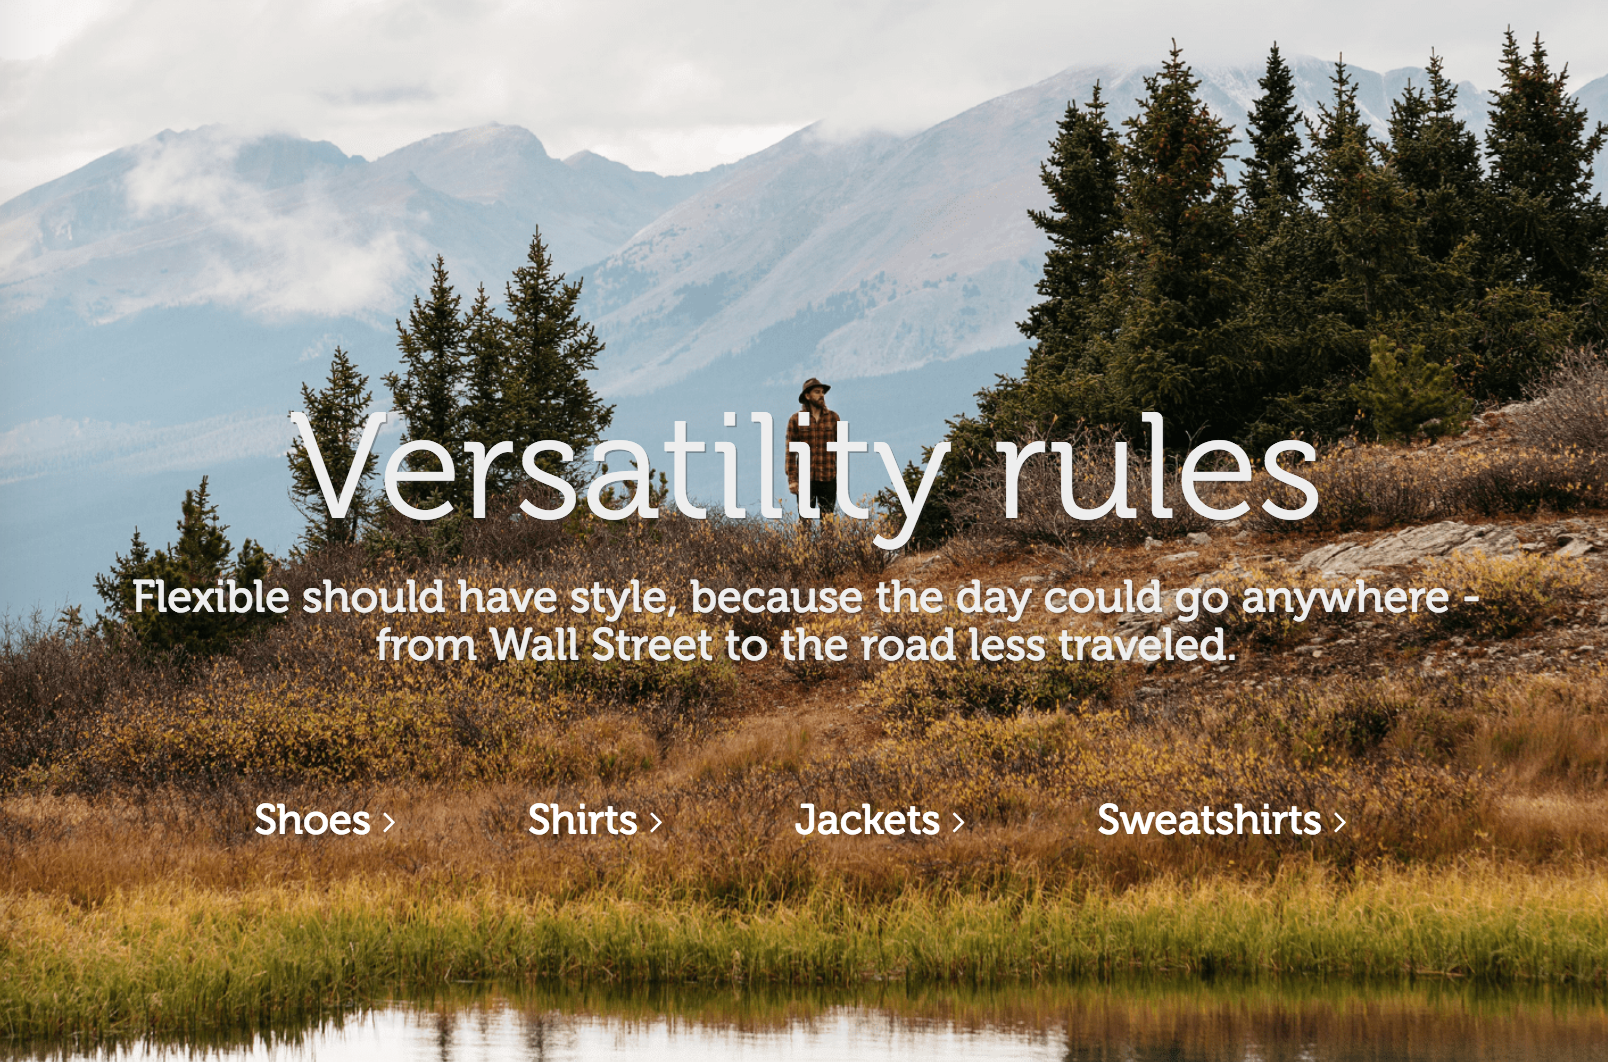 Versatility rules
Flexible should have style, because the day could go anywhere -
from Wall Street to the road less traveled.
Shoes › Shirts › Jackets › Sweatshirts ›